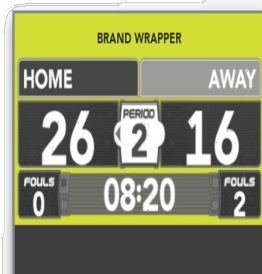 BRAND WRAPPER
HOME AWAY
PERIOD
26 2 16
FOULS FOULS
0 08:20 2